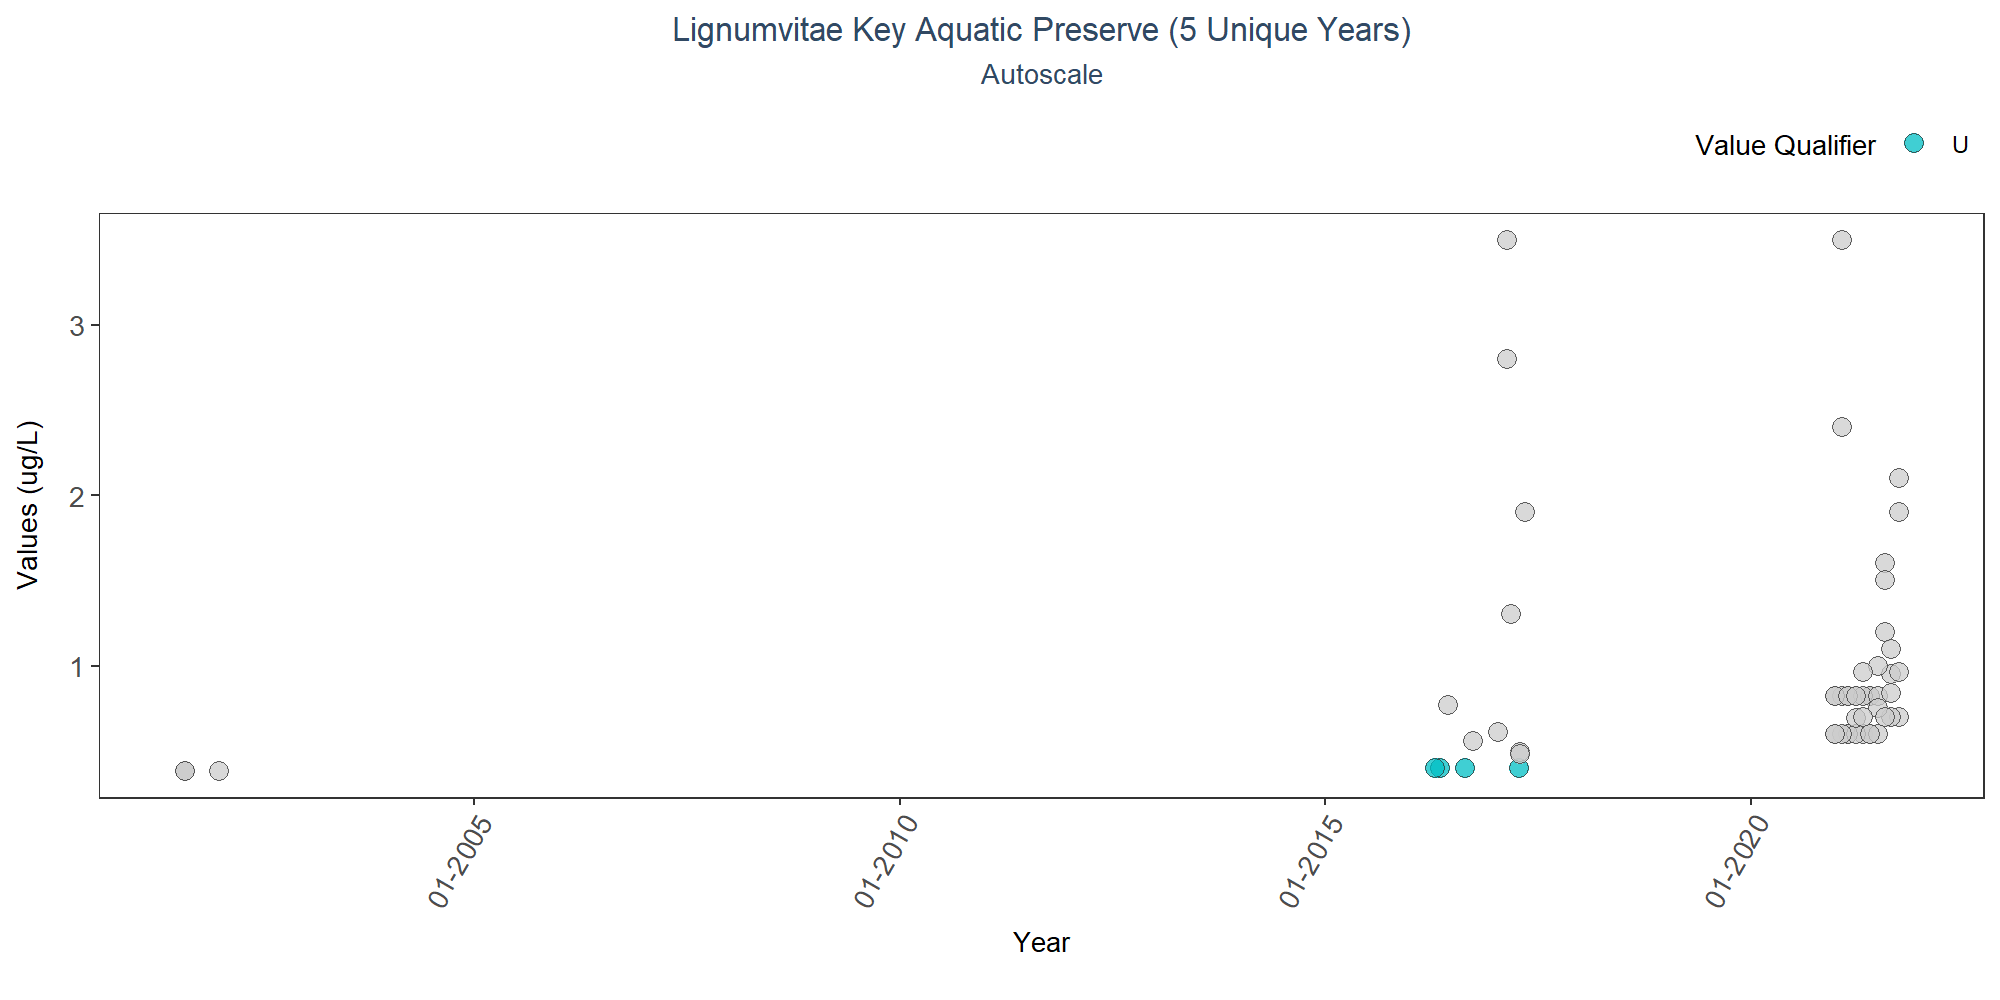 Lignumvitae Key Aquatic Preserve (5 Unique Years)
Autoscale
Value Qualifier U
Values (ug/L)
3
2
1
01-2005 01-2010 01-2015 01-2020
Year